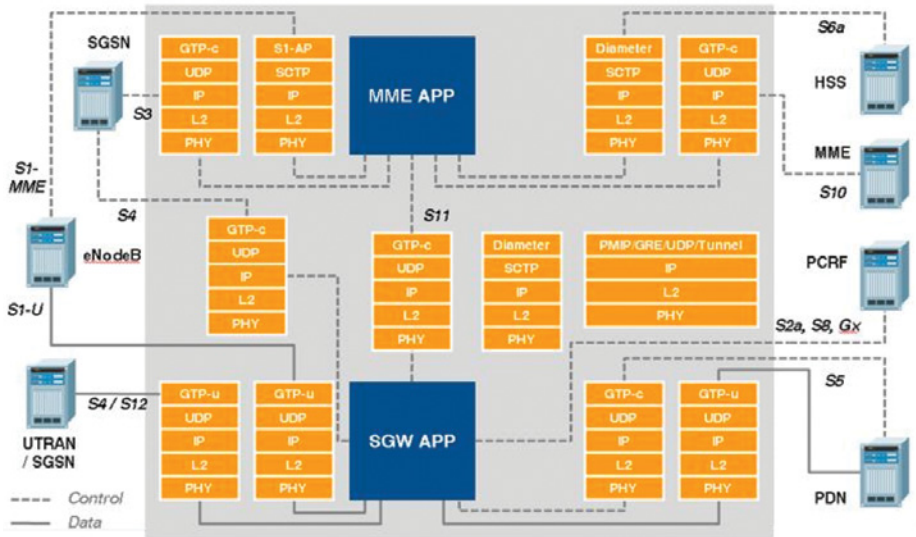 SGSN
S3
S1-
MME
GTP-c
UDP
IP
L2
PHY
S1-AP
SCTP
IP
L2
PHY
MME APP
Diameter
SCTP
IP
L2
PHY
GTP-c
UDP
IP
L2
PHY
S6a
HSS
MME
S10
S4
eNodeB
S1-U
GTP-c
UDP
IP
L2
PHY
S11
GTP-c
UDP
IP
L2
PHY
Diameter
SCTP
IP
L2
PHY
PMIP/GRE/UDP/Tunnel
IP
L2
PHY
PCRF
S2a, S8, Gx
S5
S4 / S12
UTRAN
/ SGSN
GTP-u
UDP
IP
L2
PHY
GTP-u
UDP
IP
L2
PHY
SGW APP
GTP-c
UDP
IP
L2
PHY
GTP-u
UDP
IP
L2
PHY
PDN
Control
Data